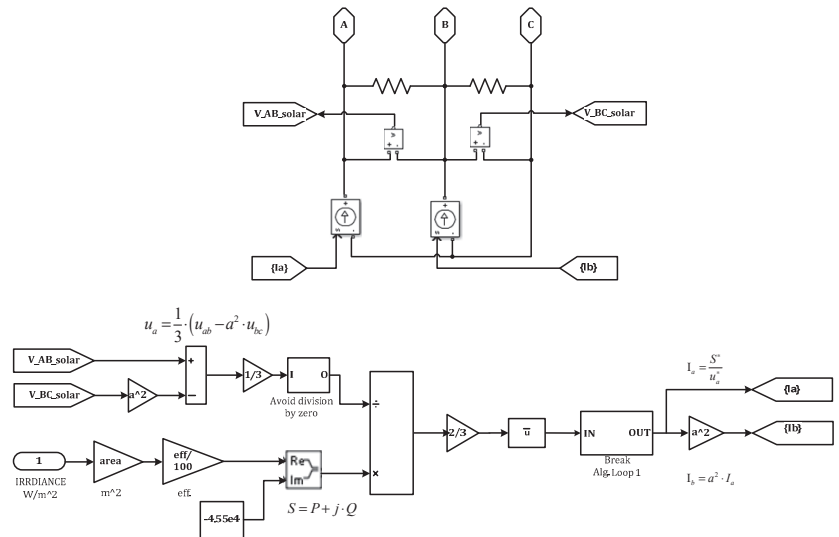 A
B
C
V_AB_solar
V_BC_solar
v
+ -
v
+ -
+
s -
+
s -
{Ia}
{Ib}
u_a = 1/3·(u_ab − a²·u_bc)
V_AB_solar
V_BC_solar
a^2
+
−
1/3
I O
Avoid division
by zero
÷
×
2/3
u̅
IN OUT
Break
Alg.Loop 1
I_a = S*/u_a*
{Ia}
a^2
{Ib}
I_b = a²·I_a
1
IRRDIANCE
W/m^2
area
m^2
eff/
100
eff.
Re
Im
-4.55e4
S = P + j·Q